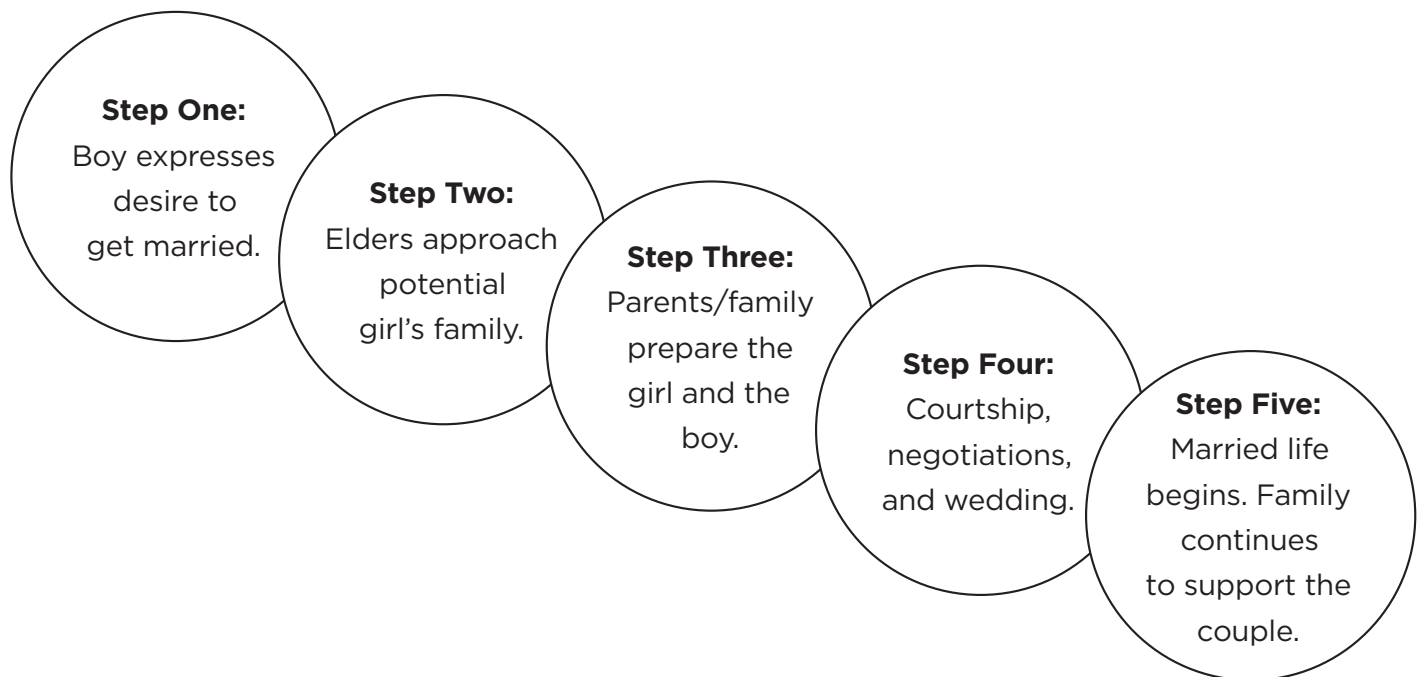 Step One:
Boy expresses
desire to
get married.
Step Two:
Elders approach
potential
girl’s family.
Step Three:
Parents/family
prepare the
girl and the
boy.
Step Four:
Courtship,
negotiations,
and wedding.
Step Five:
Married life
begins. Family
continues
to support the
couple.